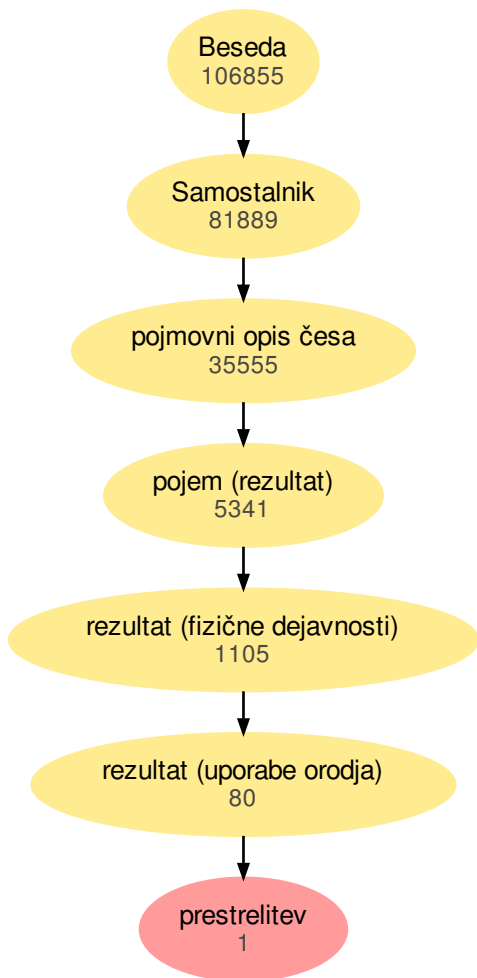 Beseda
106855
Samostalnik
81889
pojmovni opis česa
35555
pojem (rezultat)
5341
rezultat (fizične dejavnosti)
1105
rezultat (uporabe orodja)
80
prestrelitev
1